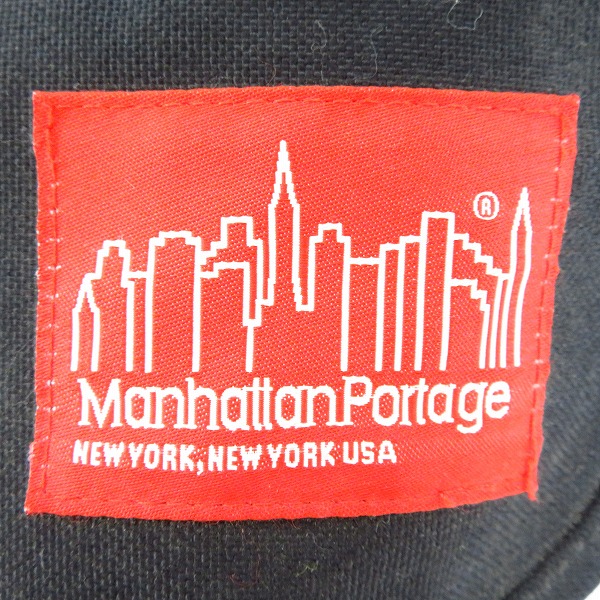 ®
ManhattanPortage
NEW YORK, NEW YORK USA